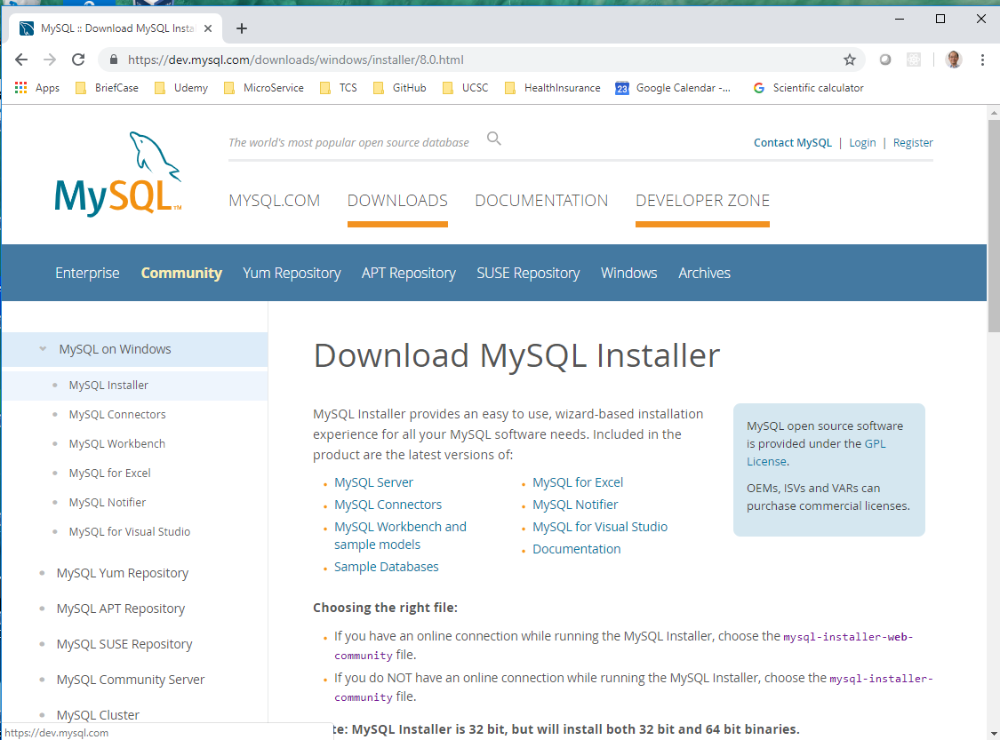 MySQL :: Download MySQL Insta
https://dev.mysql.com/downloads/windows/installer/8.0.html
Apps BriefCase Udemy MicroService TCS GitHub UCSC HealthInsurance 23 Google Calendar -... G Scientific calculator
The world's most popular open source database
Contact MySQL | Login | Register
MySQL™
MYSQL.COM DOWNLOADS DOCUMENTATION DEVELOPER ZONE
Enterprise Community Yum Repository APT Repository SUSE Repository Windows Archives
MySQL on Windows
MySQL Installer
MySQL Connectors
MySQL Workbench
MySQL for Excel
MySQL Notifier
MySQL for Visual Studio
MySQL Yum Repository
MySQL APT Repository
MySQL SUSE Repository
MySQL Community Server
MySQL Cluster
Download MySQL Installer
MySQL Installer provides an easy to use, wizard-based installation
experience for all your MySQL software needs. Included in the
product are the latest versions of:
MySQL Server
MySQL Connectors
MySQL Workbench and
sample models
Sample Databases
MySQL for Excel
MySQL Notifier
MySQL for Visual Studio
Documentation
MySQL open source software
is provided under the GPL
License.
OEMs, ISVs and VARs can
purchase commercial licenses.
Choosing the right file:
If you have an online connection while running the MySQL Installer, choose the mysql-installer-web-
community file.
If you do NOT have an online connection while running the MySQL Installer, choose the mysql-installer-
community file.
te: MySQL Installer is 32 bit, but will install both 32 bit and 64 bit binaries.
https://dev.mysql.com